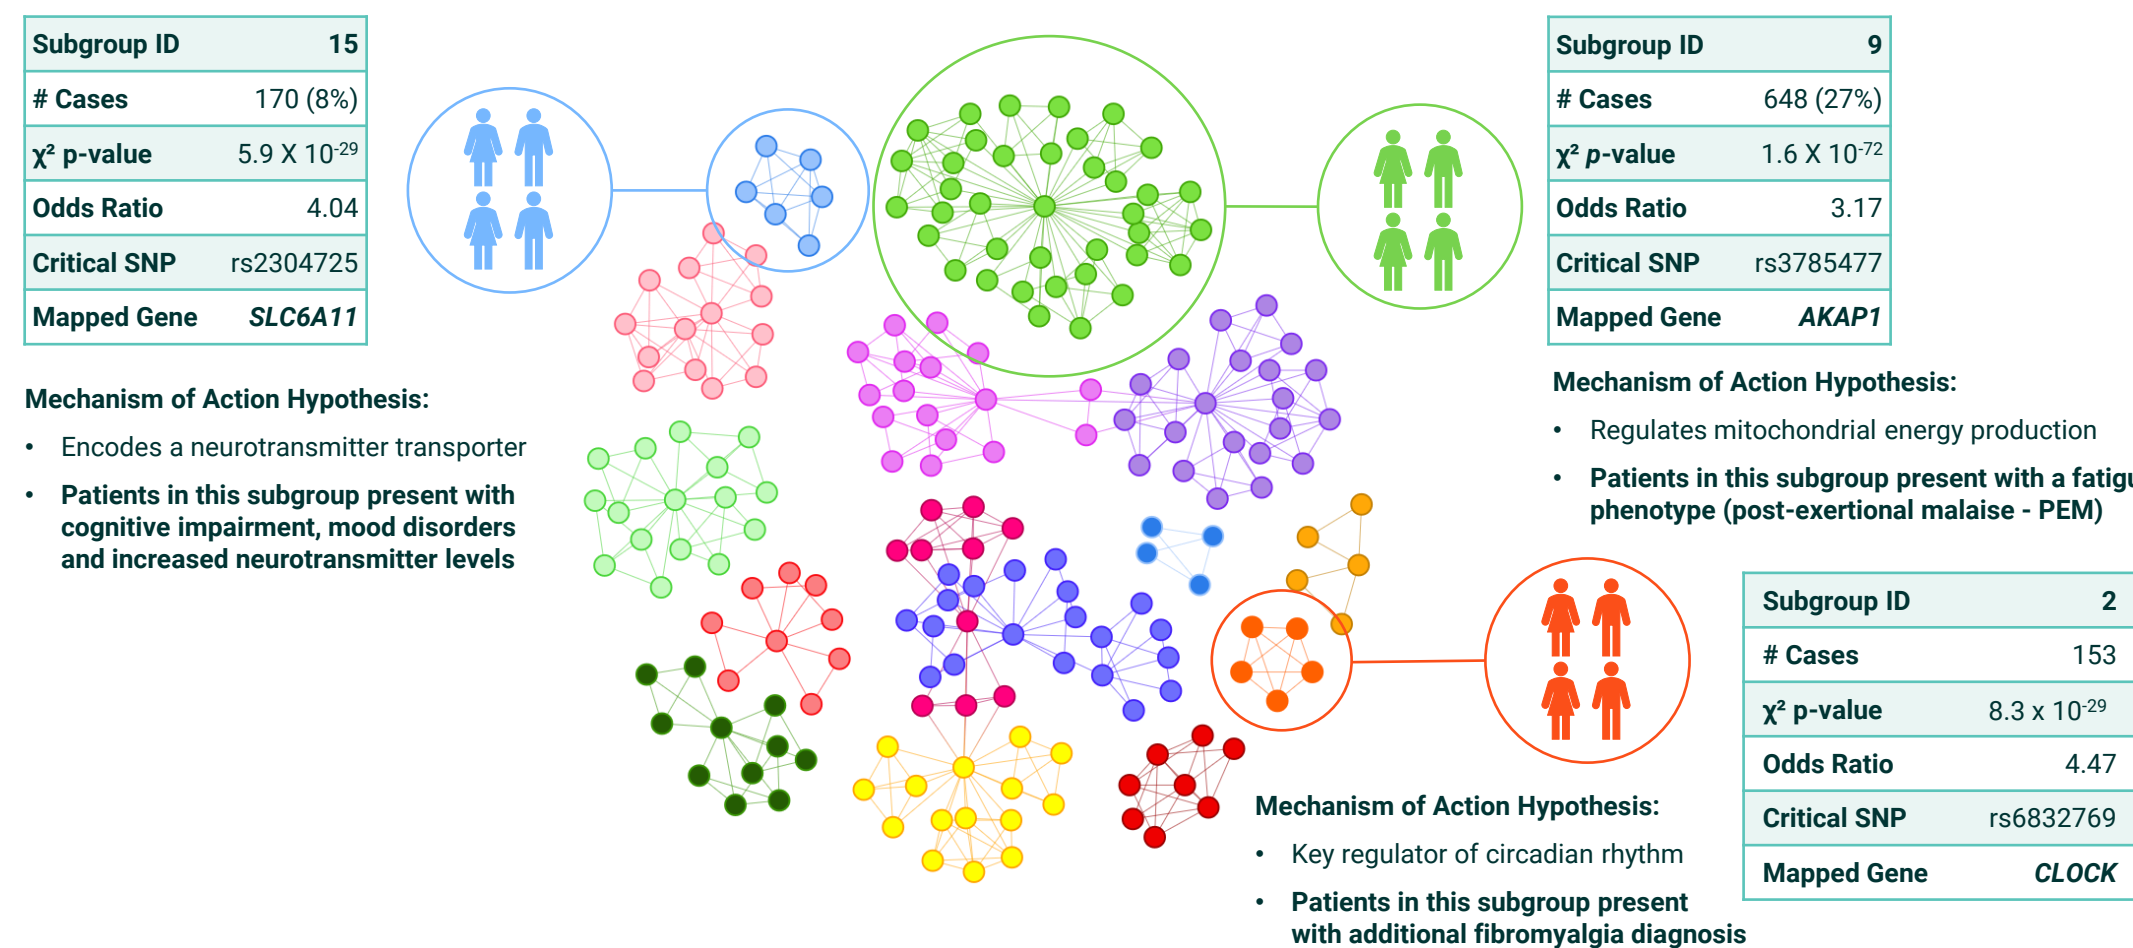 Subgroup ID 15
# Cases 170 (8%)
χ² p-value 5.9 X 10⁻²⁹
Odds Ratio 4.04
Critical SNP rs2304725
Mapped Gene SLC6A11
Mechanism of Action Hypothesis:
• Encodes a neurotransmitter transporter
• Patients in this subgroup present with
cognitive impairment, mood disorders
and increased neurotransmitter levels
Subgroup ID 9
# Cases 648 (27%)
χ² p-value 1.6 X 10⁻⁷²
Odds Ratio 3.17
Critical SNP rs3785477
Mapped Gene AKAP1
Mechanism of Action Hypothesis:
• Regulates mitochondrial energy production
• Patients in this subgroup present with a fatigu
phenotype (post-exertional malaise - PEM)
Subgroup ID 2
# Cases 153
χ² p-value 8.3 x 10⁻²⁹
Odds Ratio 4.47
Critical SNP rs6832769
Mapped Gene CLOCK
Mechanism of Action Hypothesis:
• Key regulator of circadian rhythm
• Patients in this subgroup present
with additional fibromyalgia diagnosis